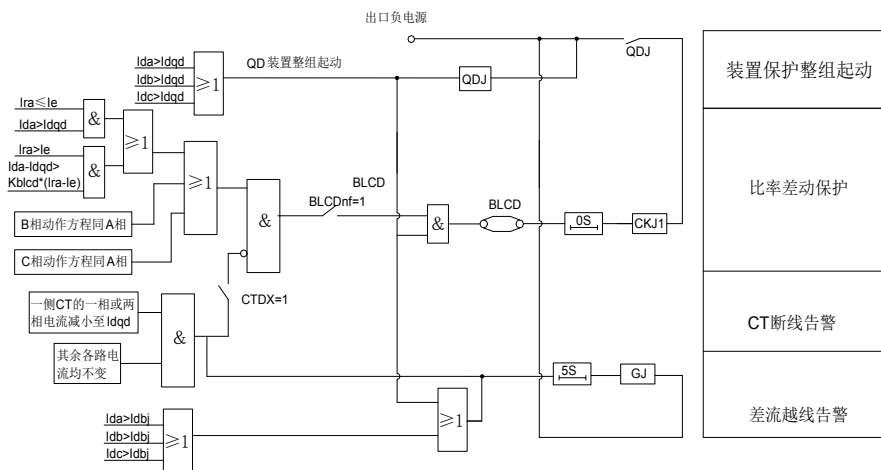 出口负电源
QDJ
装置保护整组起动
Ida>Idqd
Idb>Idqd
Idc>Idqd
≥1
QD 装置整组起动
QDJ
Ira≤Ie
Ida>Idqd
&
≥1
Ira>Ie
Ida-Idqd>
Kblcd*(Ira-Ie)
&
≥1
B相动作方程同A相
C相动作方程同A相
&
BLCDnf=1
BLCD
&
BLCD
0S
CKJ1
比率差动保护
CTDX=1
一侧CT的一相或两
相电流减小至Idqd
其余各路电
流均不变
&
CT断线告警
5S
GJ
Ida>Idbj
Idb>Idbj
Idc>Idbj
≥1
≥1
差流越线告警